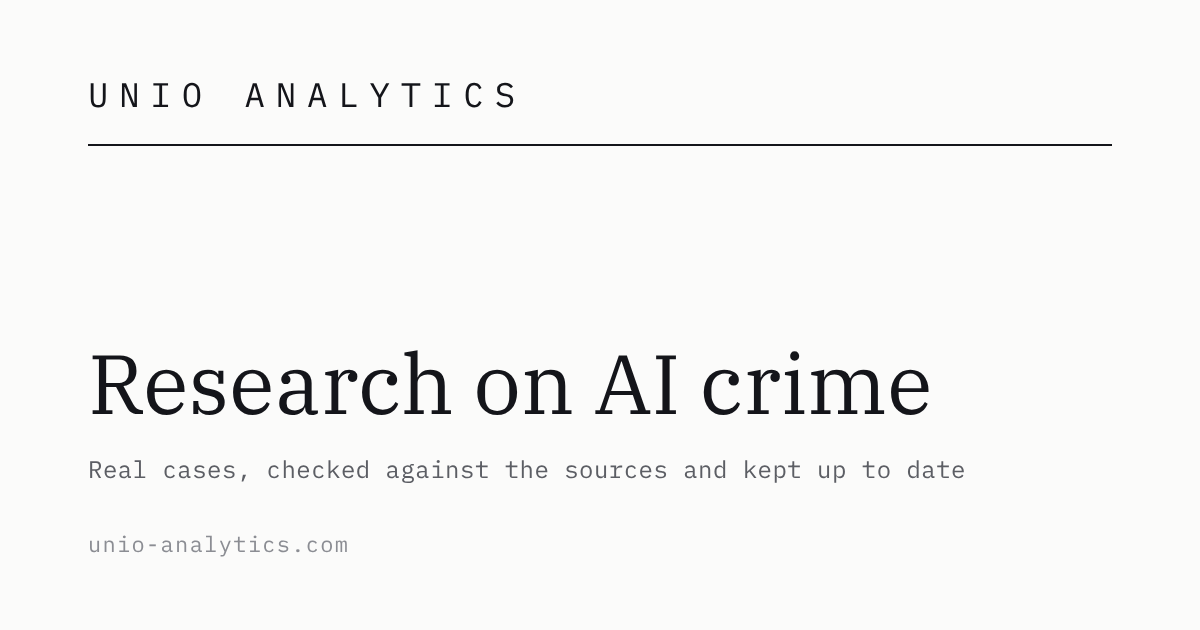 UNIO ANALYTICS
Research on AI crime
Real cases, checked against the sources and kept up to date
unio-analytics.com